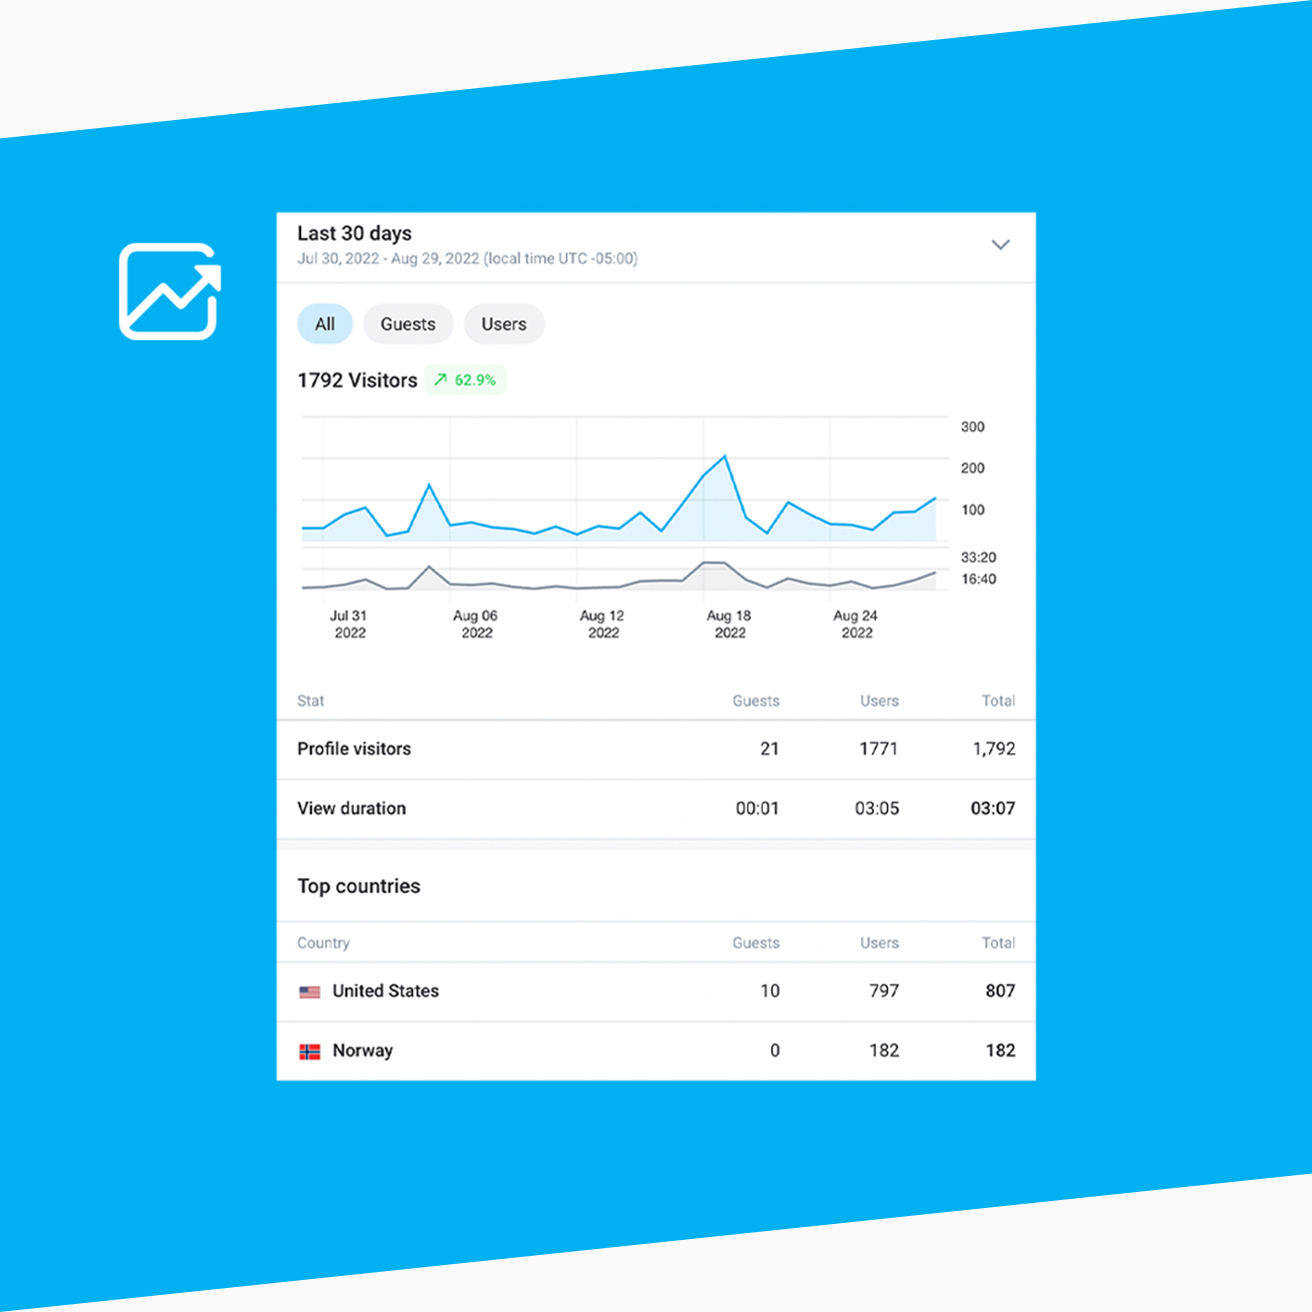 Last 30 days
Jul 30, 2022 - Aug 29, 2022 (local time UTC -05:00)
All Guests Users
1792 Visitors 62.9%
300
200
100
33:20
16:40
Jul 31 Aug 06 Aug 12 Aug 18 Aug 24
2022 2022 2022 2022 2022
Stat Guests Users Total
Profile visitors 21 1771 1,792
View duration 00:01 03:05 03:07
Top countries
Country Guests Users Total
United States 10 797 807
Norway 0 182 182